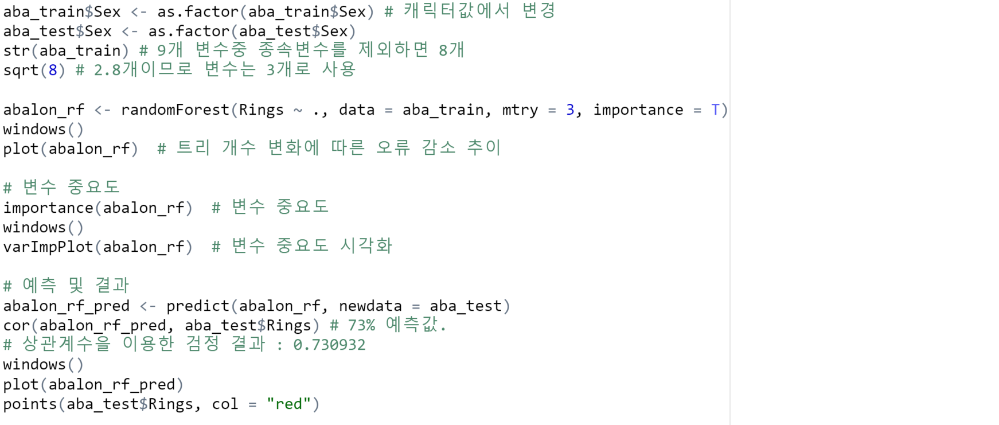 aba_train$Sex <- as.factor(aba_train$Sex) # 캐릭터값에서 변경
aba_test$Sex <- as.factor(aba_test$Sex)
str(aba_train) # 9개 변수중 종속변수를 제외하면 8개
sqrt(8) # 2.8개이므로 변수는 3개로 사용
abalon_rf <- randomForest(Rings ~ ., data = aba_train, mtry = 3, importance = T)
windows()
plot(abalon_rf)  # 트리 개수 변화에 따른 오류 감소 추이
# 변수 중요도
importance(abalon_rf)  # 변수 중요도
windows()
varImpPlot(abalon_rf)  # 변수 중요도 시각화
# 예측 및 결과
abalon_rf_pred <- predict(abalon_rf, newdata = aba_test)
cor(abalon_rf_pred, aba_test$Rings) # 73% 예측값.
# 상관계수을 이용한 검정 결과 : 0.730932
windows()
plot(abalon_rf_pred)
points(aba_test$Rings, col = "red")